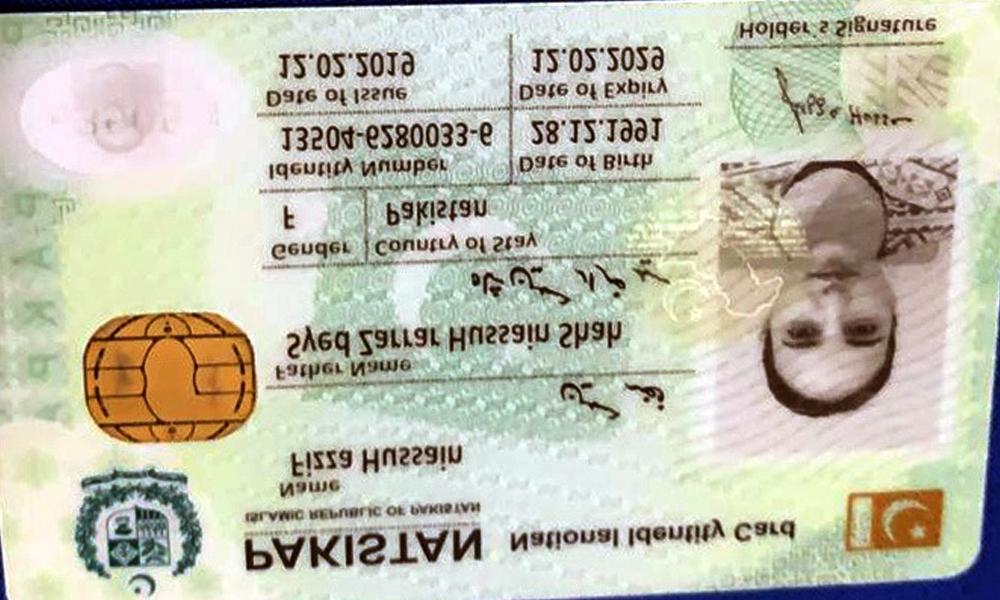 PAKISTAN National Identity Card
ISLAMIC REPUBLIC OF PAKISTAN
Name
Fizza Hussain
Father Name
Syed Zarrar Hussain Shah
Gender Country of Stay
F Pakistan
Identity Number Date of Birth
13504-6280033-6 28.12.1991
Date of Issue Date of Expiry
12.02.2019 12.02.2029
Holder's Signature